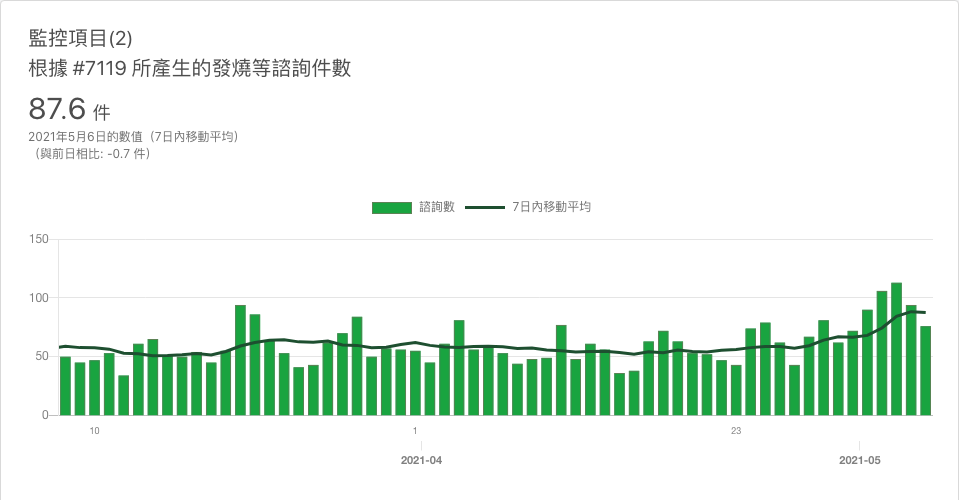 監控項目(2)
根據 #7119 所產生的發燒等諮詢件數
87.6 件
2021年5月6日的數值（7日內移動平均）
（與前日相比: -0.7 件）
諮詢數 7日內移動平均
150
100
50
0
10 1 23
2021-04 2021-05